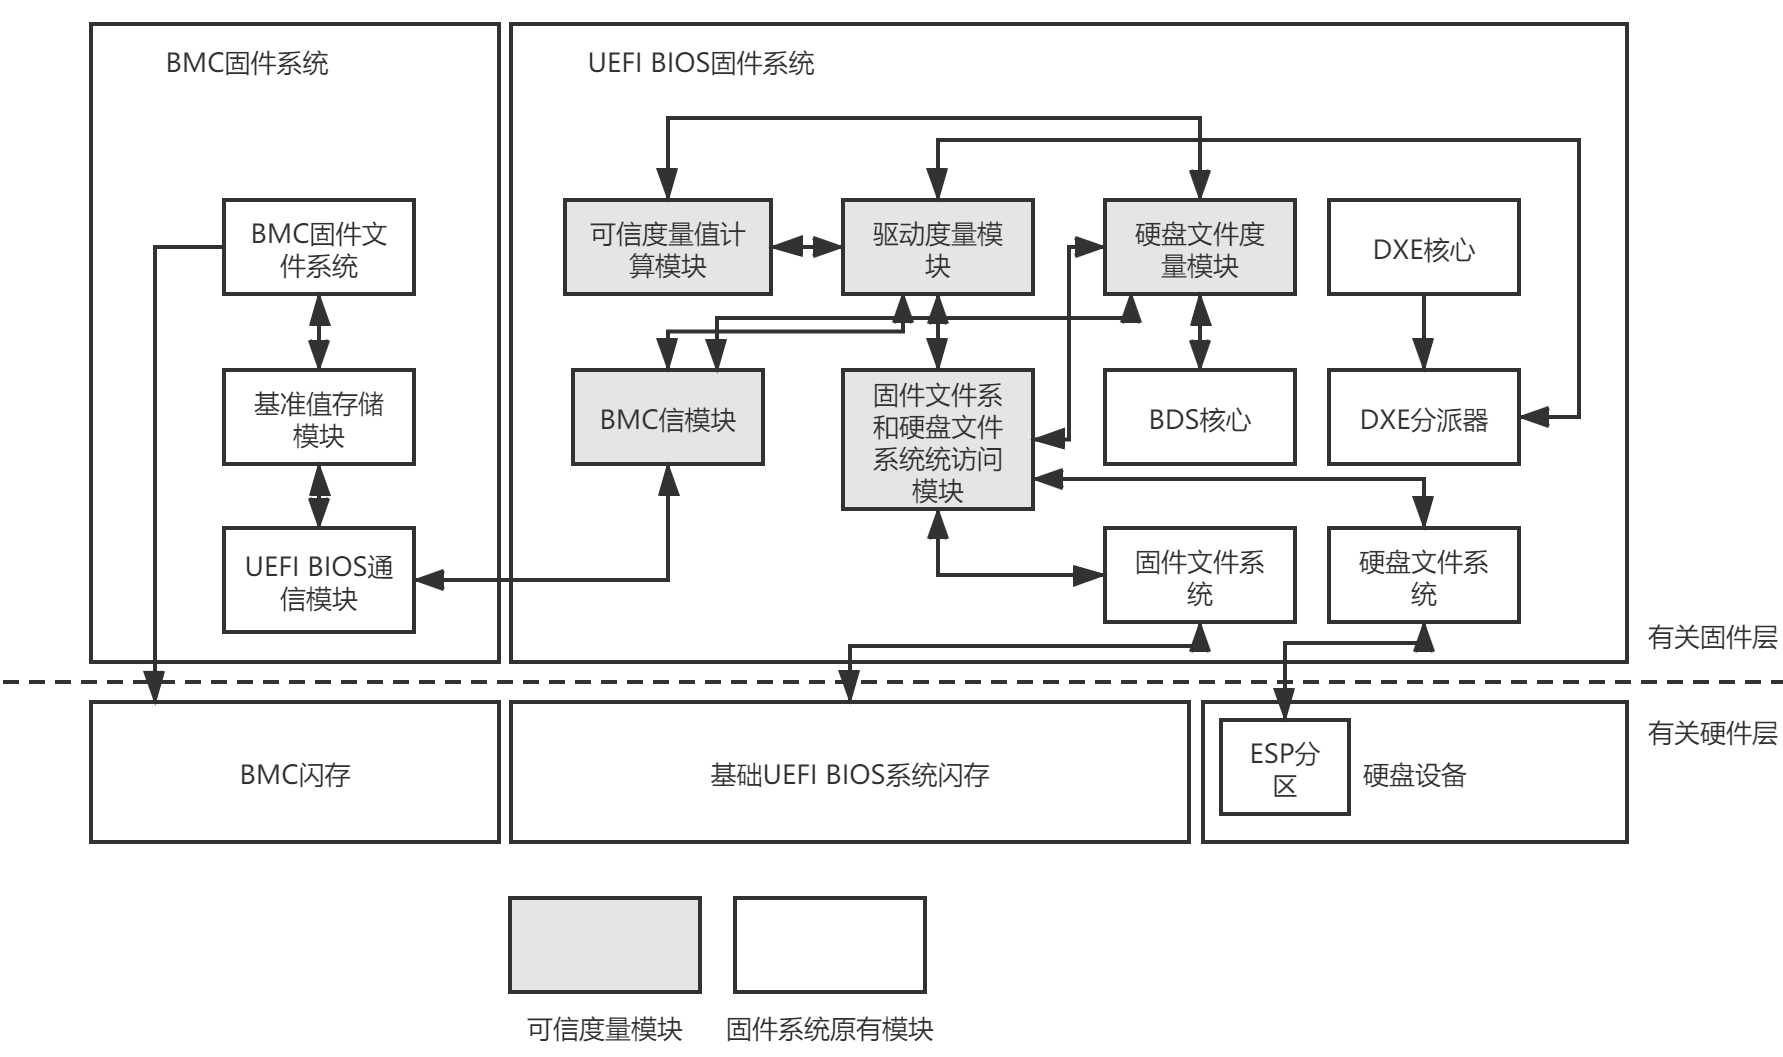 BMC固件系统
UEFI BIOS固件系统
BMC固件文
件系统
可信度量值计
算模块
驱动度量模
块
硬盘文件度
量模块
DXE核心
基准值存储
模块
BMC信模块
固件文件系
和硬盘文件
系统统访问
模块
BDS核心
DXE分派器
UEFI BIOS通
信模块
固件文件系
统
硬盘文件系
统
有关固件层
有关硬件层
BMC闪存
基础UEFI BIOS系统闪存
ESP分
区
硬盘设备
可信度量模块
固件系统原有模块